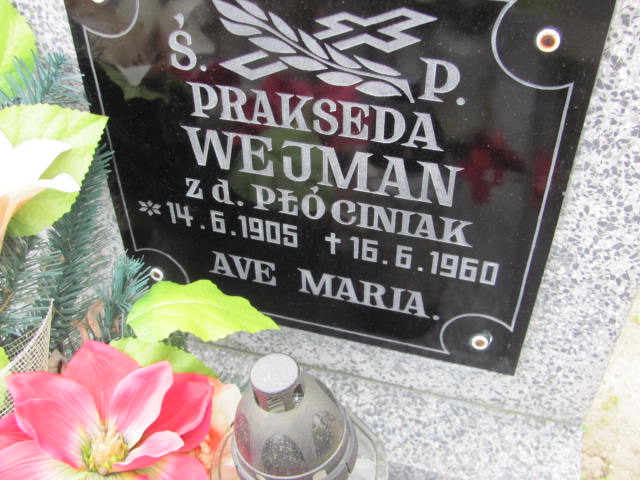 Ś. P.
PRAKSEDA
WEJMAN
z d. PŁÓCINIAK
* 14.6.1905 † 16.6.1960
AVE MARIA.